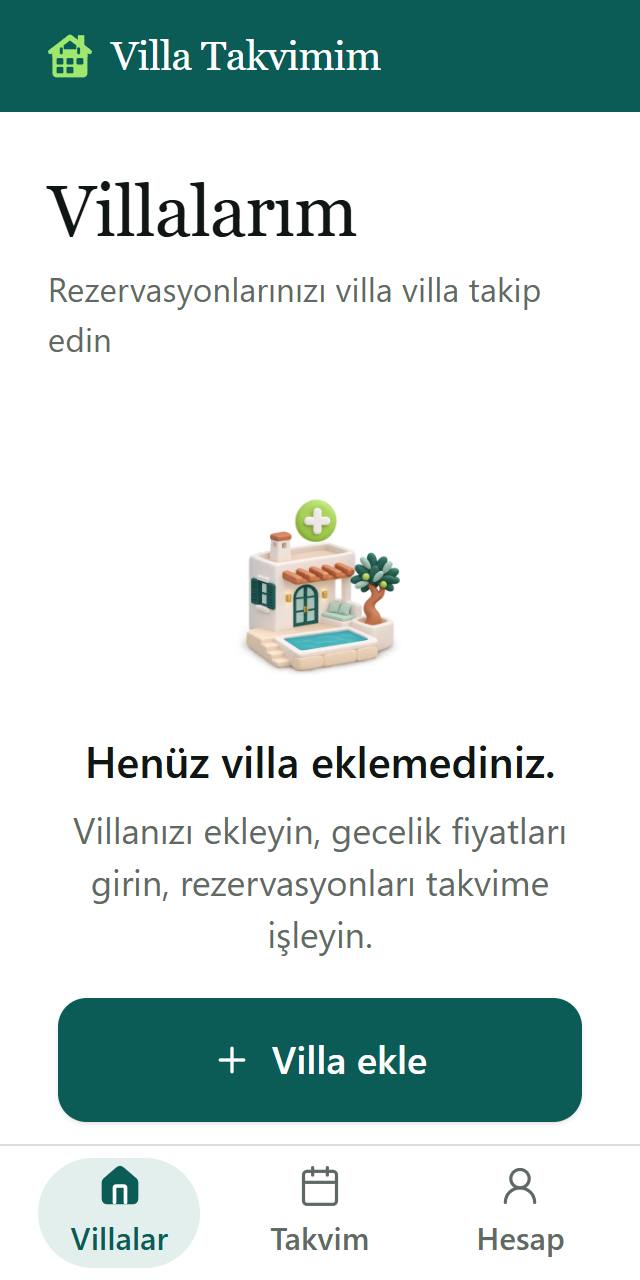 Villa Takvimim
Villalarım
Rezervasyonlarınızı villa villa takip
edin
Henüz villa eklemediniz.
Villanızı ekleyin, gecelik fiyatları
girin, rezervasyonları takvime
işleyin.
+ Villa ekle
Villalar
Takvim
Hesap